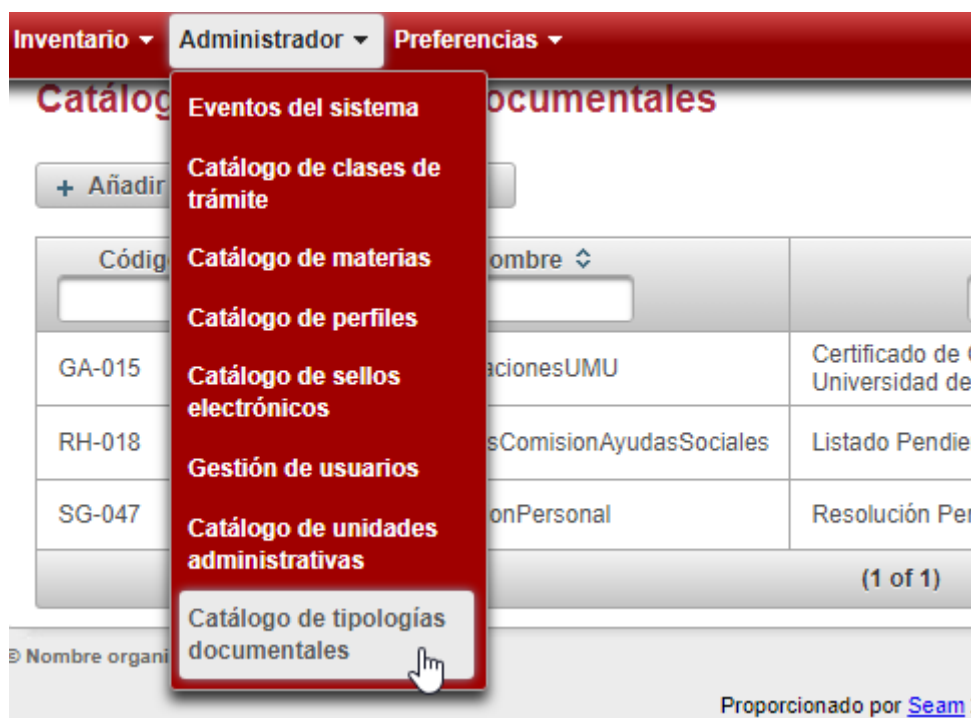 Inventario Administrador Preferencias
ocumentales
Eventos del sistema
Catálogo de clases de
trámite
Catálogo de materias
Catálogo de perfiles
Catálogo de sellos
electrónicos
Gestión de usuarios
Catálogo de unidades
administrativas
Catálogo de tipologías
documentales
+ Añadir
Códig ombre
GA-015 acionesUMU Certificado de
Universidad de
RH-018 sComisionAyudasSociales Listado Pendie
SG-047 onPersonal Resolución Per
(1 of 1)
© Nombre organi
Proporcionado por Seam